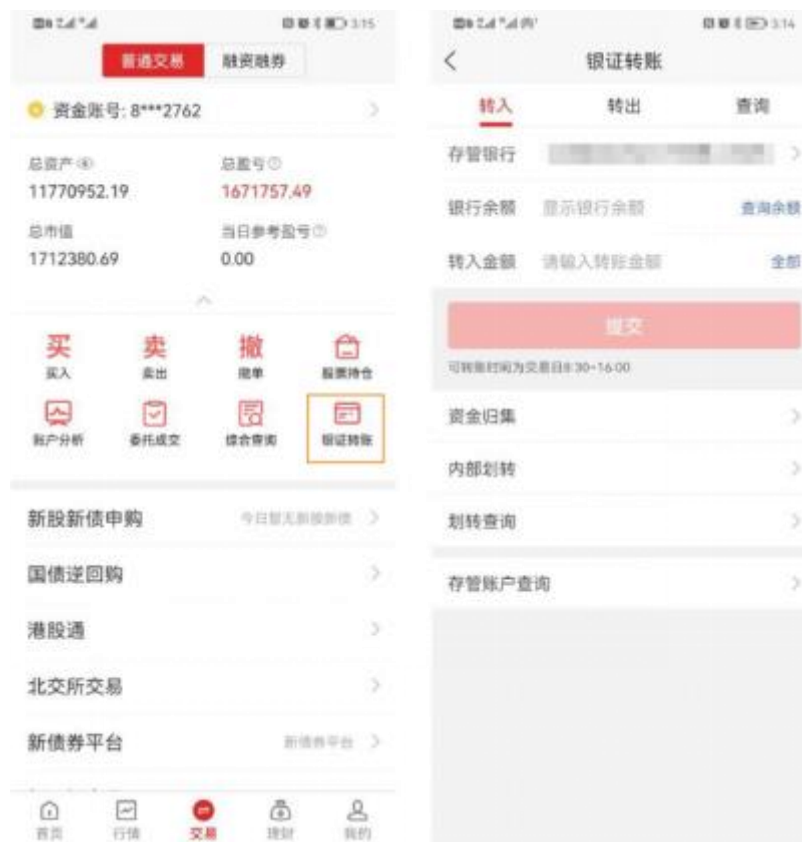 3:15
普通交易 融资融券
资金账号: 8***2762
总资产 总盈亏
11770952.19 1671757.49
总市值 当日参考盈亏
1712380.69 0.00
买 卖 撤
买入 卖出 撤单 股票持仓
账户分析 委托成交 综合查询 银证转账
新股新债申购 今日暂无新股新债
国债逆回购
港股通
北交所交易
新债券平台 新债券平台
首页 行情 交易 理财 我的
3:14
银证转账
转入 转出 查询
存管银行
银行余额 显示银行余额 查询余额
转入金额 请输入转账金额 全部
提交
可转账时间为交易日8:30~16:00
资金归集
内部划转
划转查询
存管账户查询